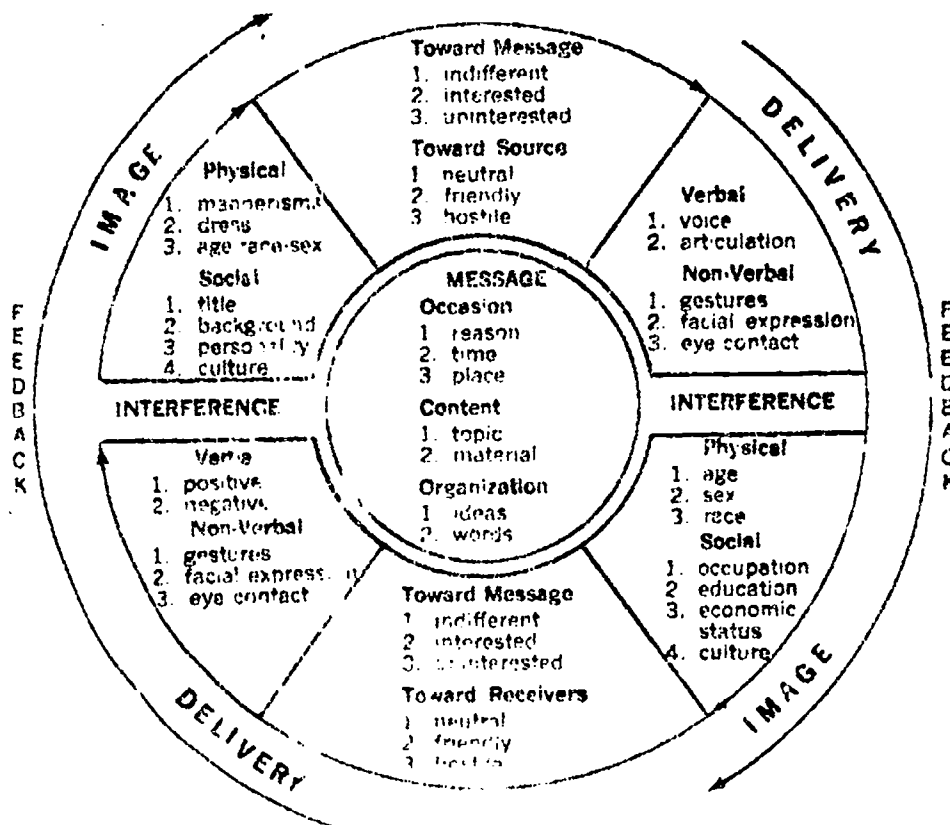 Toward Message
1. indifferent
2. interested
3. uninterested
Toward Source
1 neutral
2. friendly
3 hostile
DELIVERY
Verbal
1. voice
2. articulation
Non-Verbal
1. gestures
2. facial expression
3. eye contact
IMAGE
Physical
1. mannerisms
2. dress
3. age race-sex
Social
1. title
2. background
3 personality
4. culture
MESSAGE
Occasion
1 reason
2. time
3 place
Content
1. topic
2. material
Organization
1 ideas
2. words
FEEDBACK
FEEDBACK
INTERFERENCE
INTERFERENCE
Physical
1. age
2. sex
3. race
Social
1. occupation
2 education
3. economic
status
4. culture
IMAGE
1. positive
2. negative
Non-Verbal
1. gestures
2. facial
3. eye contact
DELIVERY
Toward Message
1 indifferent
2 interested
3. uninterested
Toward Receivers
1 neutral
2 friendly
3